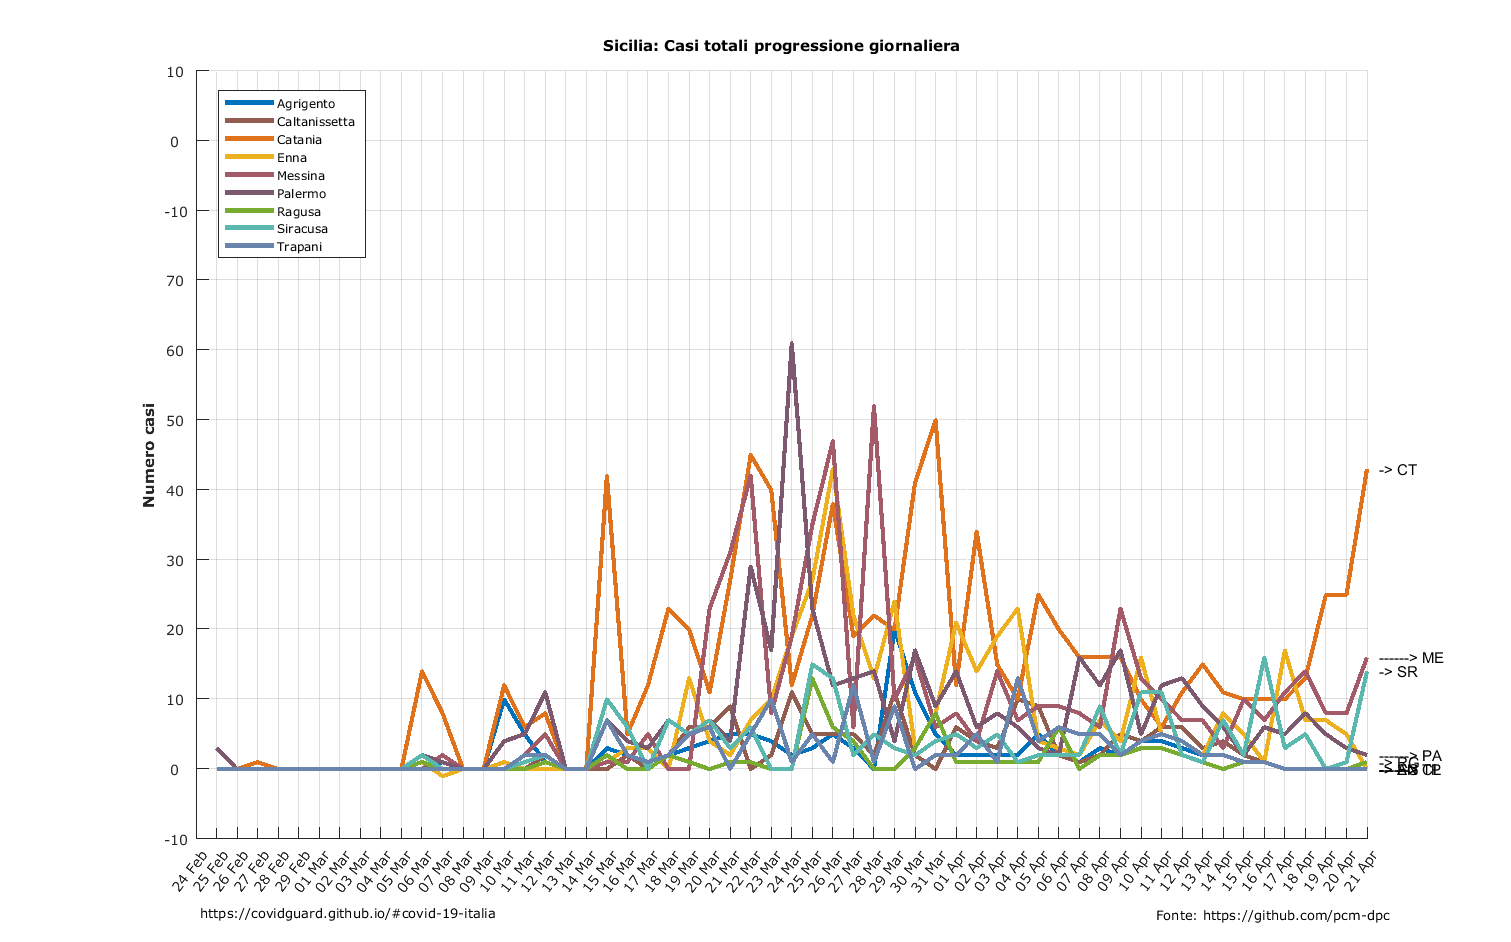 Sicilia: Casi totali progressione giornaliera
10
0
-10
70
60
50
40
30
20
10
0
-10
Numero casi
Agrigento
Caltanissetta
Catania
Enna
Messina
Palermo
Ragusa
Siracusa
Trapani
-> CT
------> ME
-> SR
------> PA
24 Feb
25 Feb
26 Feb
27 Feb
28 Feb
29 Feb
01 Mar
02 Mar
03 Mar
04 Mar
05 Mar
06 Mar
07 Mar
08 Mar
09 Mar
10 Mar
11 Mar
12 Mar
13 Mar
14 Mar
15 Mar
16 Mar
17 Mar
18 Mar
19 Mar
20 Mar
21 Mar
22 Mar
23 Mar
24 Mar
25 Mar
26 Mar
27 Mar
28 Mar
29 Mar
30 Mar
31 Mar
01 Apr
02 Apr
03 Apr
04 Apr
05 Apr
06 Apr
07 Apr
08 Apr
09 Apr
10 Apr
11 Apr
12 Apr
13 Apr
14 Apr
15 Apr
16 Apr
17 Apr
18 Apr
19 Apr
20 Apr
21 Apr
https://covidguard.github.io/#covid-19-italia
Fonte: https://github.com/pcm-dpc